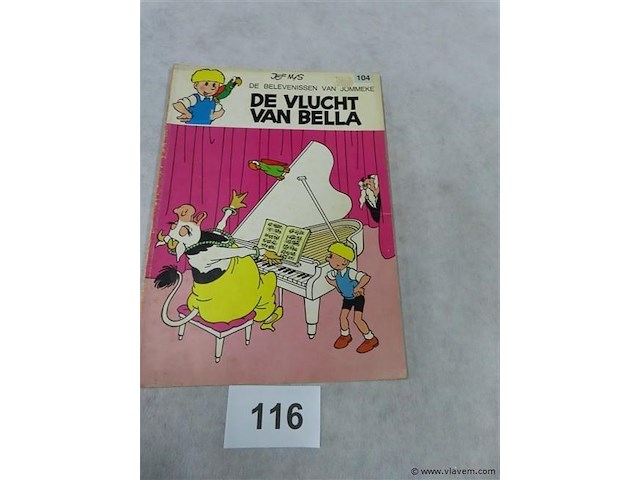 JEF NYS
104
DE BELEVENISSEN VAN JOMMEKE
DE VLUCHT
VAN BELLA
116
© www.vlavem.com